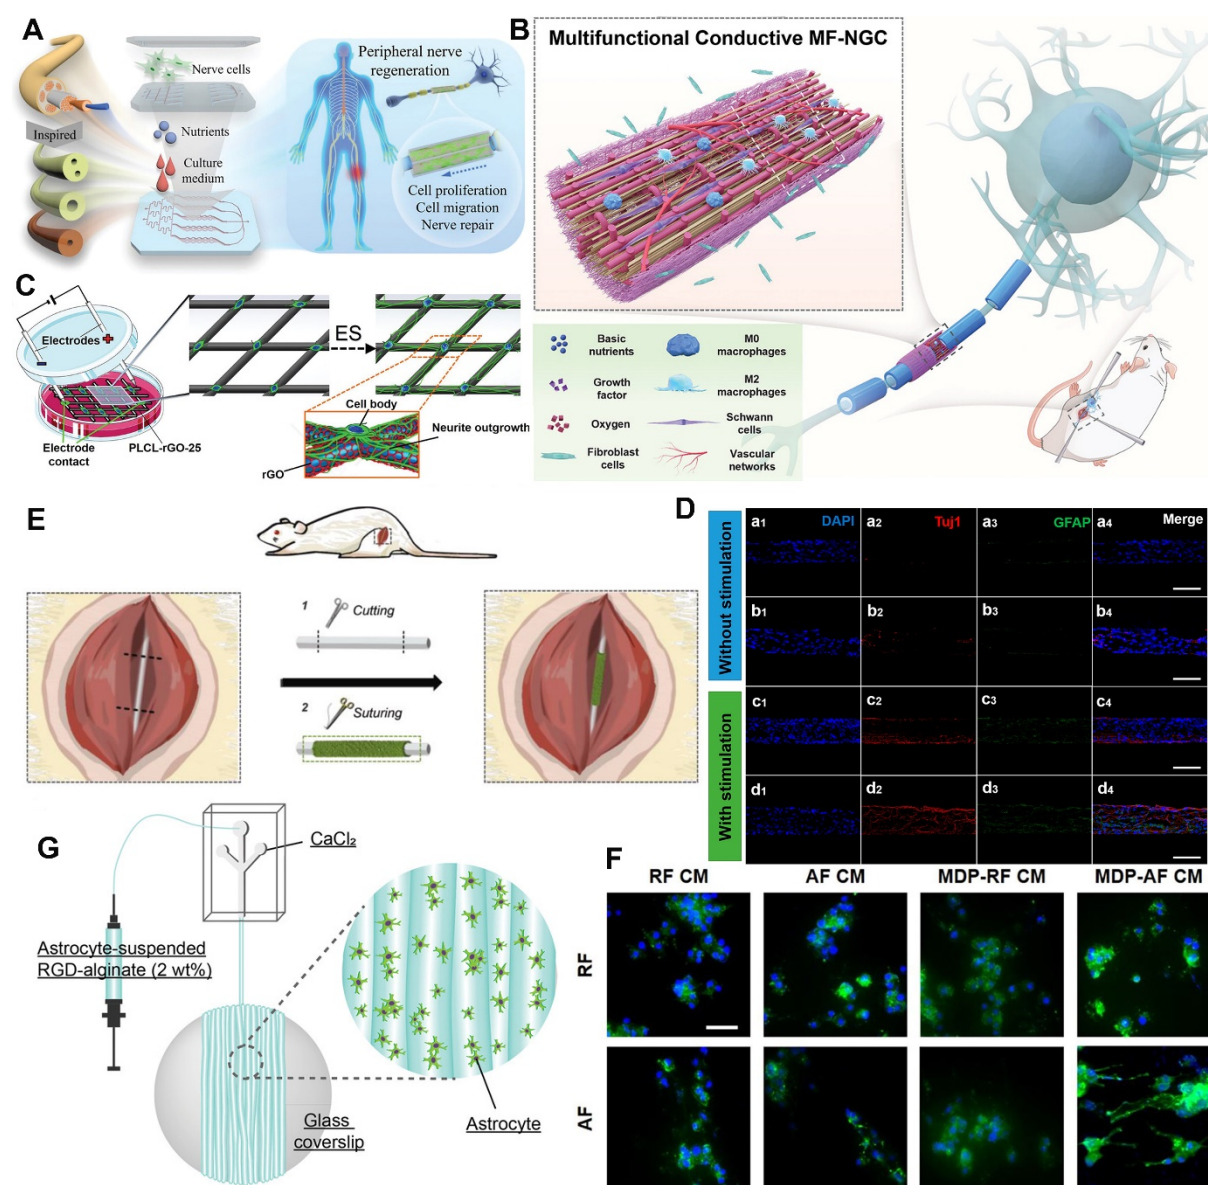 A
Nerve cells
Inspired
Nutrients
Culture
medium
Peripheral nerve
regeneration
Cell proliferation
Cell migration
Nerve repair
B
Multifunctional Conductive MF-NGC
Basic
nutrients
M0
macrophages
Growth
factor
M2
macrophages
Oxygen
Schwann
cells
Fibroblast
cells
Vascular
networks
C
Electrodes
Electrode
contact
PLCL-rGO-25
ES
Cell body
Neurite outgrowth
rGO
E
1
Cutting
2
Suturing
D
Without stimulation
With stimulation
a1 DAPI
a2 Tuj1
a3 GFAP
a4 Merge
b1
b2
b3
b4
c1
c2
c3
c4
d1
d2
d3
d4
G
CaCl₂
Astrocyte-suspended
RGD-alginate (2 wt%)
Glass
coverslip
Astrocyte
F
RF CM
AF CM
MDP-RF CM
MDP-AF CM
RF
AF